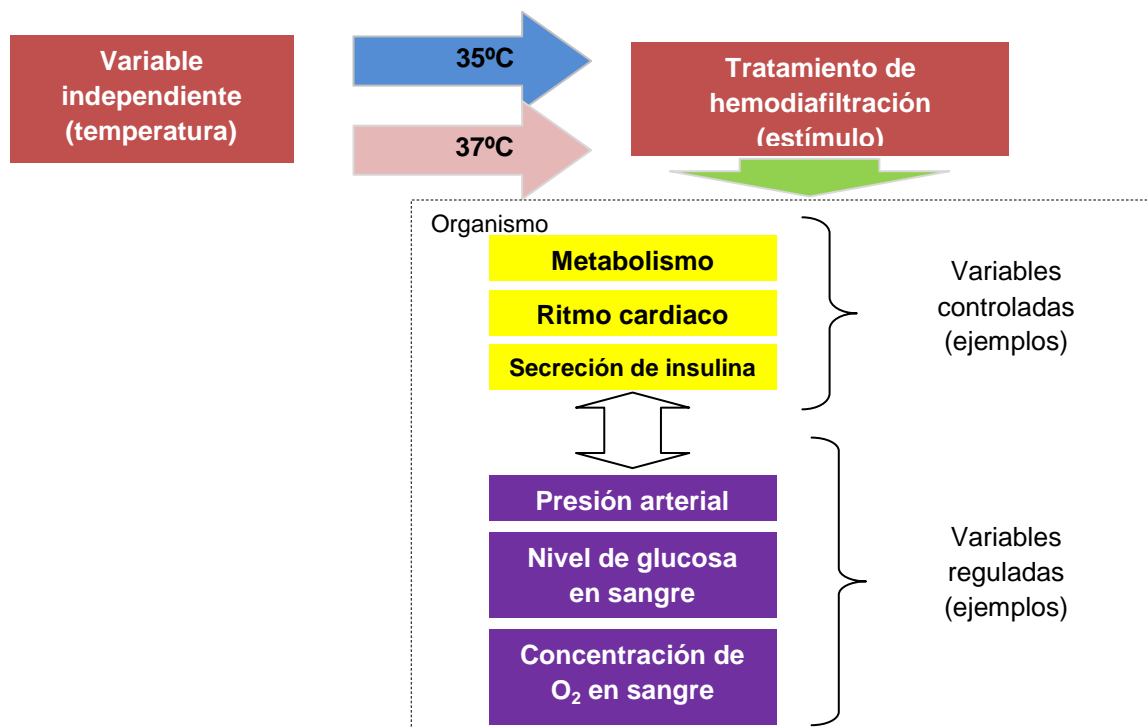 Variable
independiente
(temperatura)
35ºC
37ºC
Tratamiento de
hemodiafiltración
(estímulo)
Organismo
Metabolismo
Ritmo cardiaco
Secreción de insulina
Variables
controladas
(ejemplos)
Presión arterial
Nivel de glucosa
en sangre
Concentración de
O₂ en sangre
Variables
reguladas
(ejemplos)